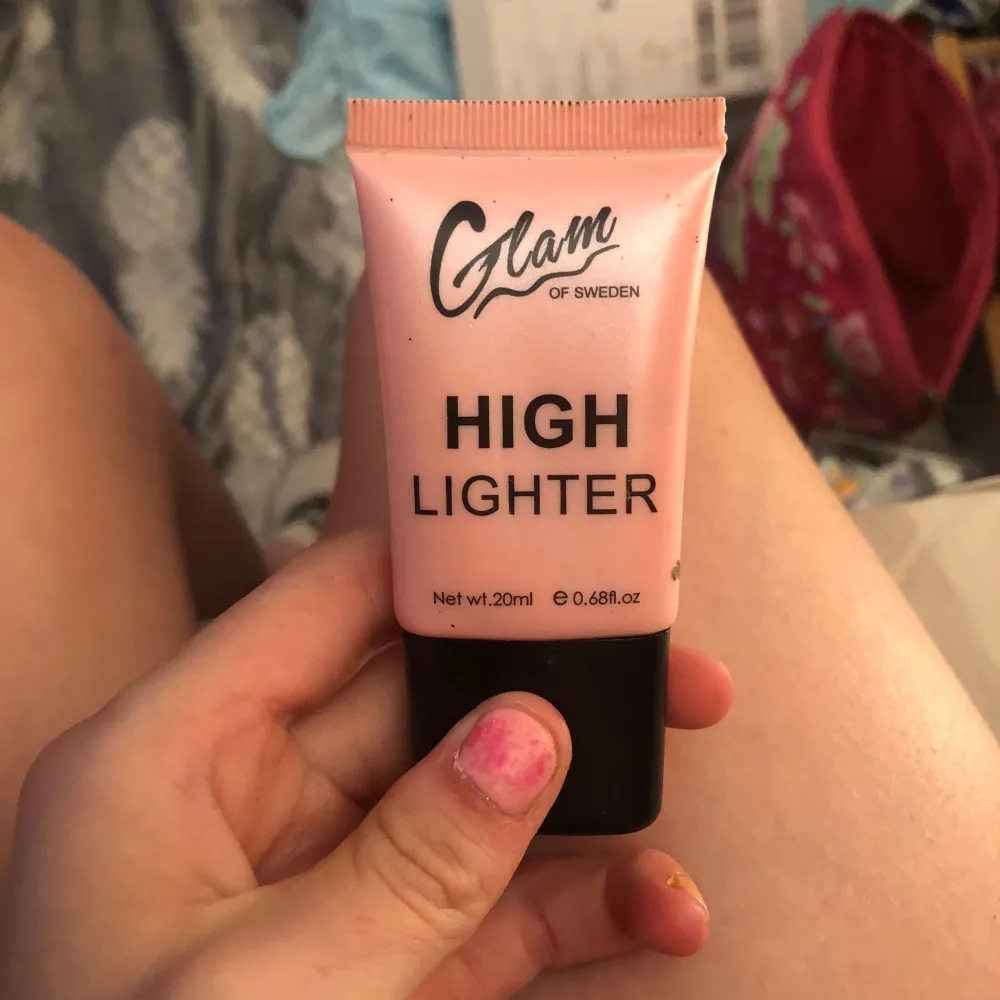 Glam
OF SWEDEN
HIGH
LIGHTER
Net wt.20ml e 0.68fl.oz